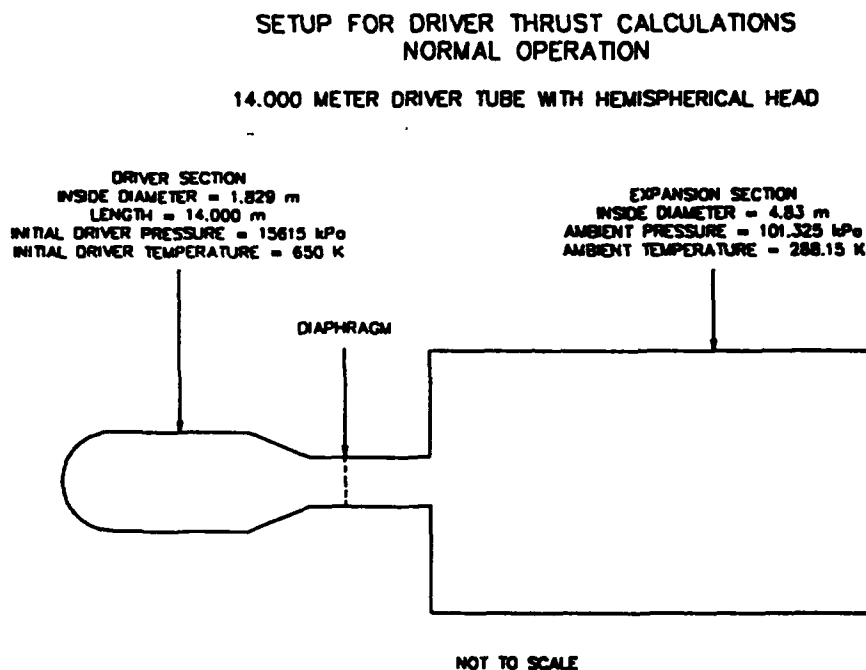 SETUP FOR DRIVER THRUST CALCULATIONS
NORMAL OPERATION
14.000 METER DRIVER TUBE WITH HEMISPHERICAL HEAD
DRIVER SECTION
INSIDE DIAMETER = 1.829 m
LENGTH = 14.000 m
INITIAL DRIVER PRESSURE = 15615 kPa
INITIAL DRIVER TEMPERATURE = 650 K
EXPANSION SECTION
INSIDE DIAMETER = 4.83 m
AMBIENT PRESSURE = 101.325 kPa
AMBIENT TEMPERATURE = 288.15 K
DIAPHRAGM
NOT TO SCALE